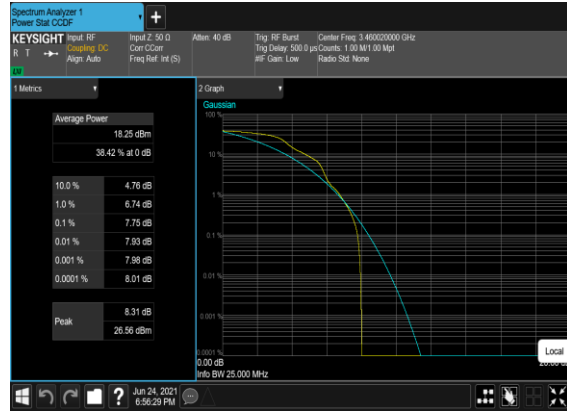 Spectrum Analyzer 1
Power Stat CCDF
KEYSIGHT
R T
LXI
Input: RF
Coupling: DC
Align: Auto
Input Z: 50 Ω
Corr CCorr
Freq Ref: Int (S)
Atten: 40 dB
Trig: RF Burst
Trig Delay: 500.0 µs
#IF Gain: Low
Center Freq: 3.460020000 GHz
Counts: 1.00 M/1.00 Mpt
Radio Std: None
1 Metrics
Average Power
18.25 dBm
38.42 % at 0 dB
10.0 % 4.76 dB
1.0 % 6.74 dB
0.1 % 7.75 dB
0.01 % 7.93 dB
0.001 % 7.98 dB
0.0001 % 8.01 dB
Peak
8.31 dB
26.56 dBm
2 Graph
Gaussian
100 %
10 %
1 %
0.1 %
0.01 %
0.001 %
0.0001 %
0.00 dB
Info BW 25.000 MHz
Local
Jun 24, 2021
6:56:29 PM